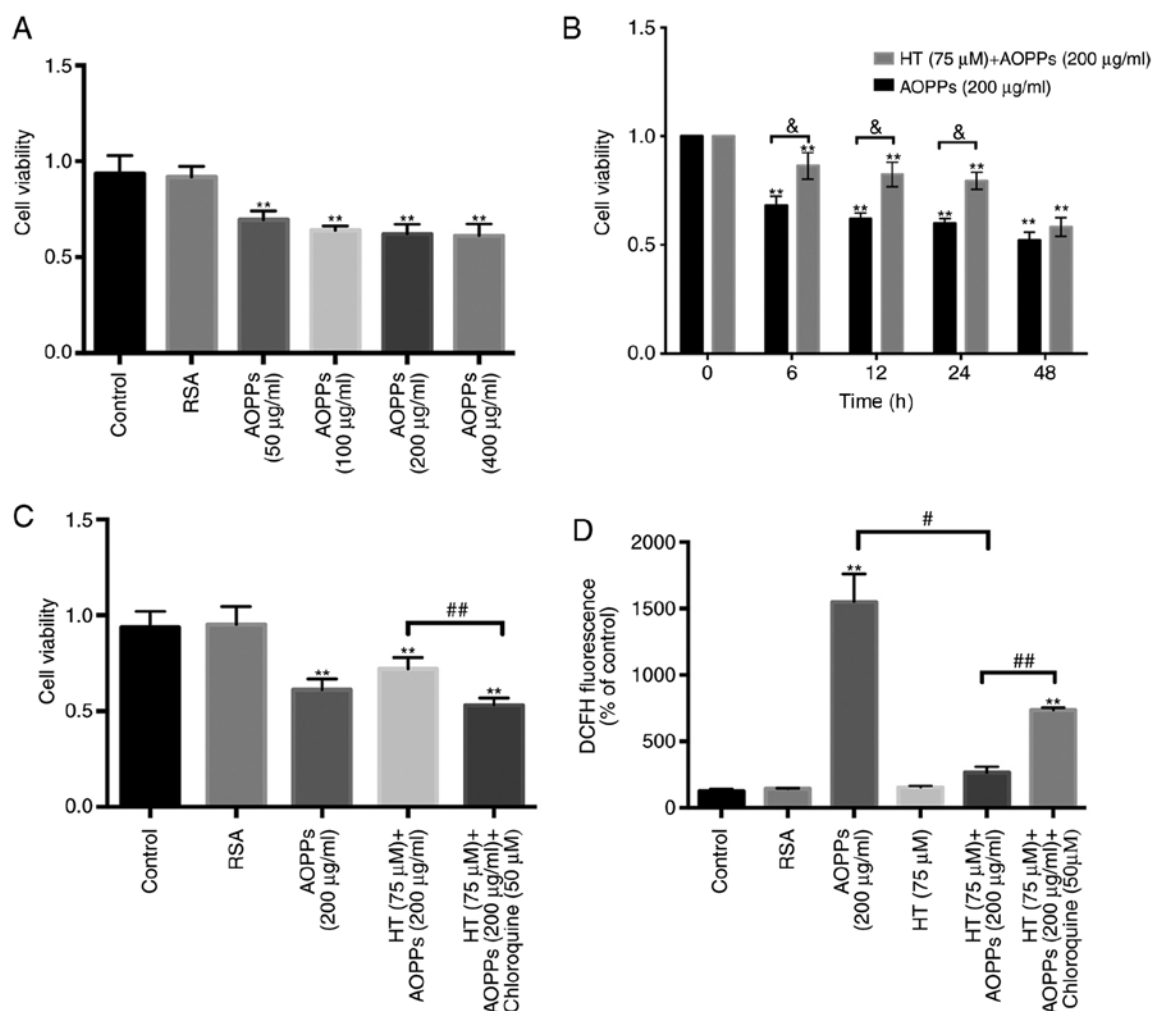 A
1.5
1.0
0.5
0.0
Cell viability
**
**
**
**
Control
RSA
AOPPs
(50 μg/ml)
AOPPs
(100 μg/ml)
AOPPs
(200 μg/ml)
AOPPs
(400 μg/ml)
B
HT (75 μM)+AOPPs (200 μg/ml)
AOPPs (200 μg/ml)
1.5
1.0
0.5
0.0
Cell viability
&
&
&
**
**
**
**
**
**
**
**
0
6
12
24
48
Time (h)
C
1.5
1.0
0.5
0.0
Cell viability
##
**
**
**
Control
RSA
AOPPs
(200 μg/ml)
HT (75 μM)+
AOPPs (200 μg/ml)
HT (75 μM)+
AOPPs (200 μg/ml)+
Chloroquine (50 μM)
D
2000
1500
1000
500
0
DCFH fluorescence
(% of control)
#
**
##
**
Control
RSA
AOPPs
(200 μg/ml)
HT (75 μM)
HT (75 μM)+
AOPPs (200 μg/ml)
HT (75 μM)+
AOPPs (200 μg/ml)+
Chloroquine (50μM)